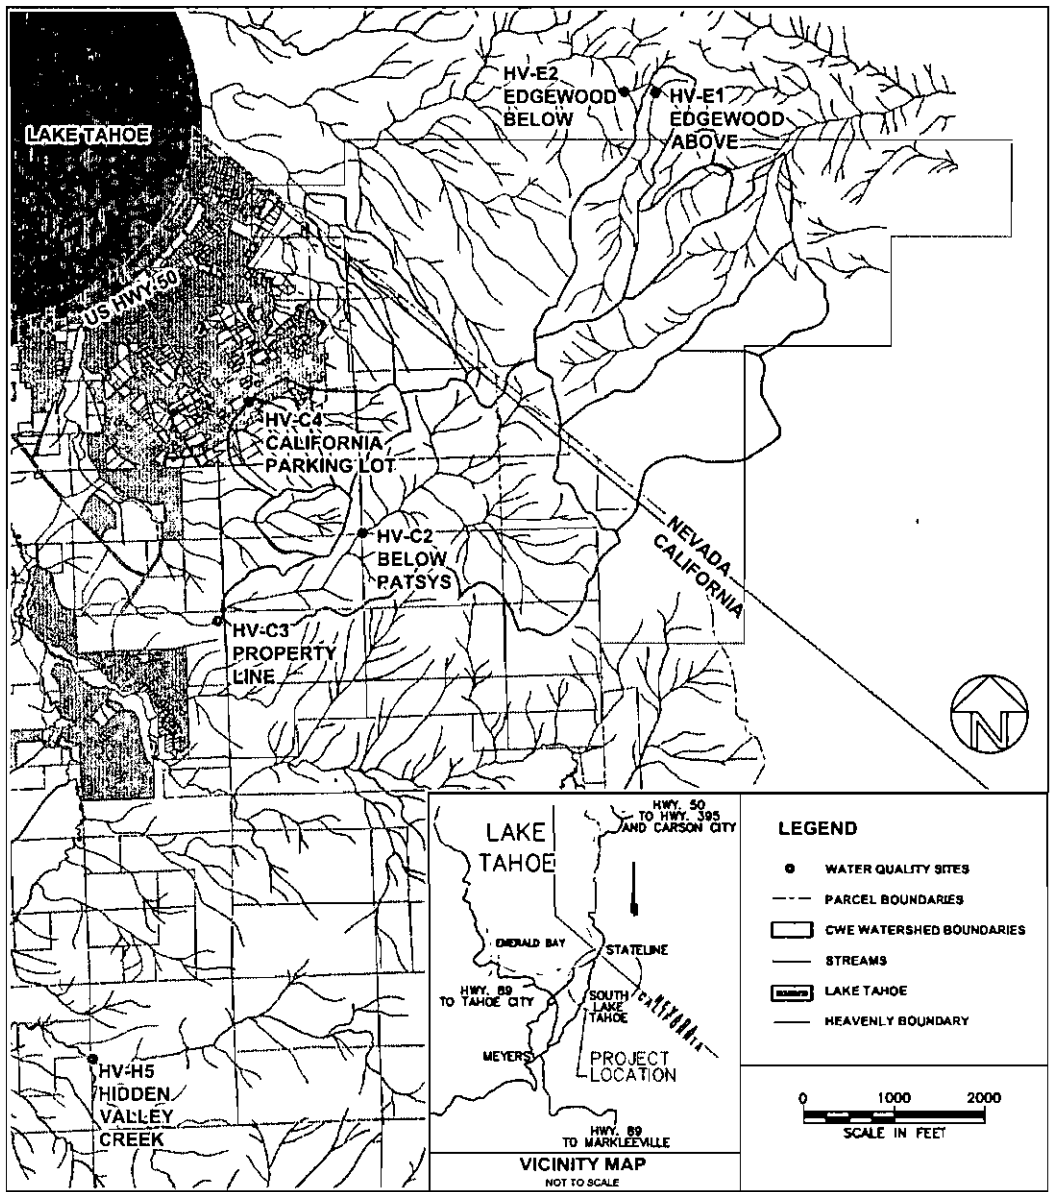 HV-E2
EDGEWOOD
BELOW
HV-E1
EDGEWOOD
ABOVE
LAKE TAHOE
US HWY. 50
HV-C4
CALIFORNIA
PARKING LOT
HV-C2
BELOW
PATSYS
NEVADA
CALIFORNIA
HV-C3
PROPERTY
LINE
N
HV-H5
HIDDEN
VALLEY
CREEK
LAKE
TAHOE
HWY. 50
TO HWY. 395
AND CARSON CITY
EMERALD BAY
STATELINE
HWY. 89
TO TAHOE CITY
SOUTH
LAKE
TAHOE
NEVADA
CALIFORNIA
MEYERS
PROJECT
LOCATION
HWY. 89
TO MARKLEEVILLE
VICINITY MAP
NOT TO SCALE
LEGEND
WATER QUALITY SITES
PARCEL BOUNDARIES
CWE WATERSHED BOUNDARIES
STREAMS
LAKE TAHOE
HEAVENLY BOUNDARY
0 1000 2000
SCALE IN FEET